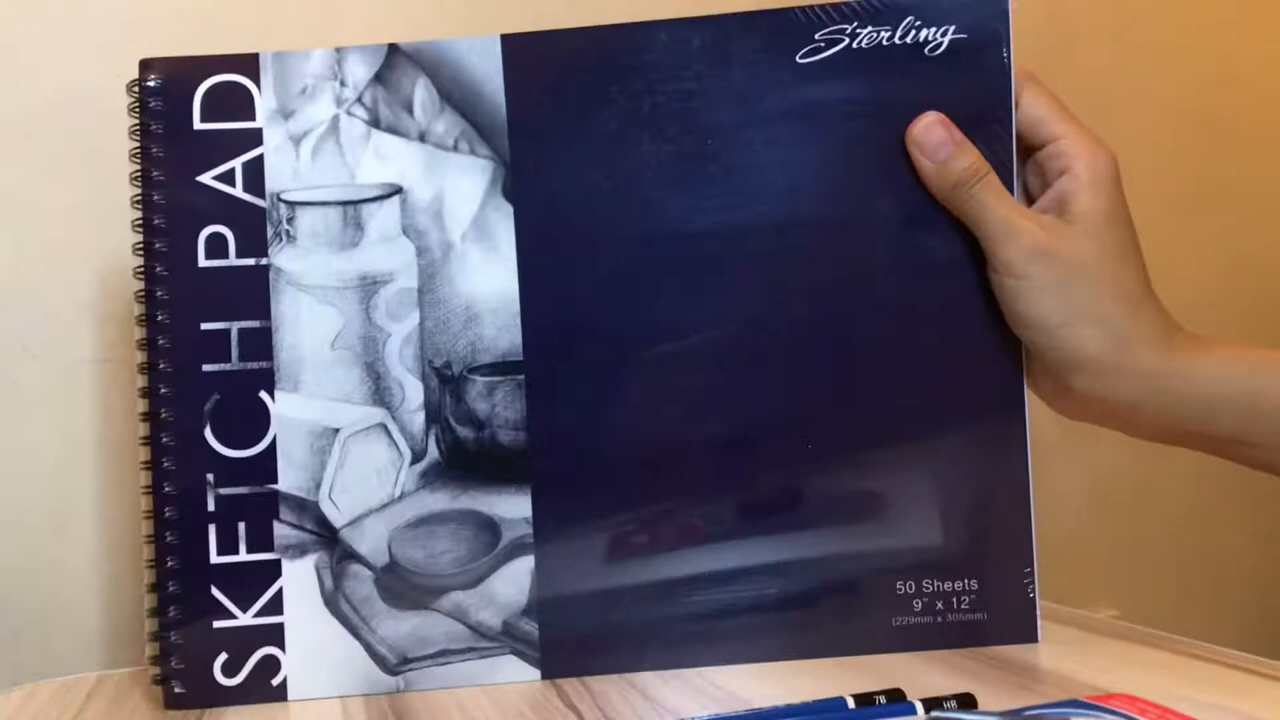 SKETCH PAD
Sterling
50 Sheets
9" x 12"
(229mm x 305mm)
7B
HB